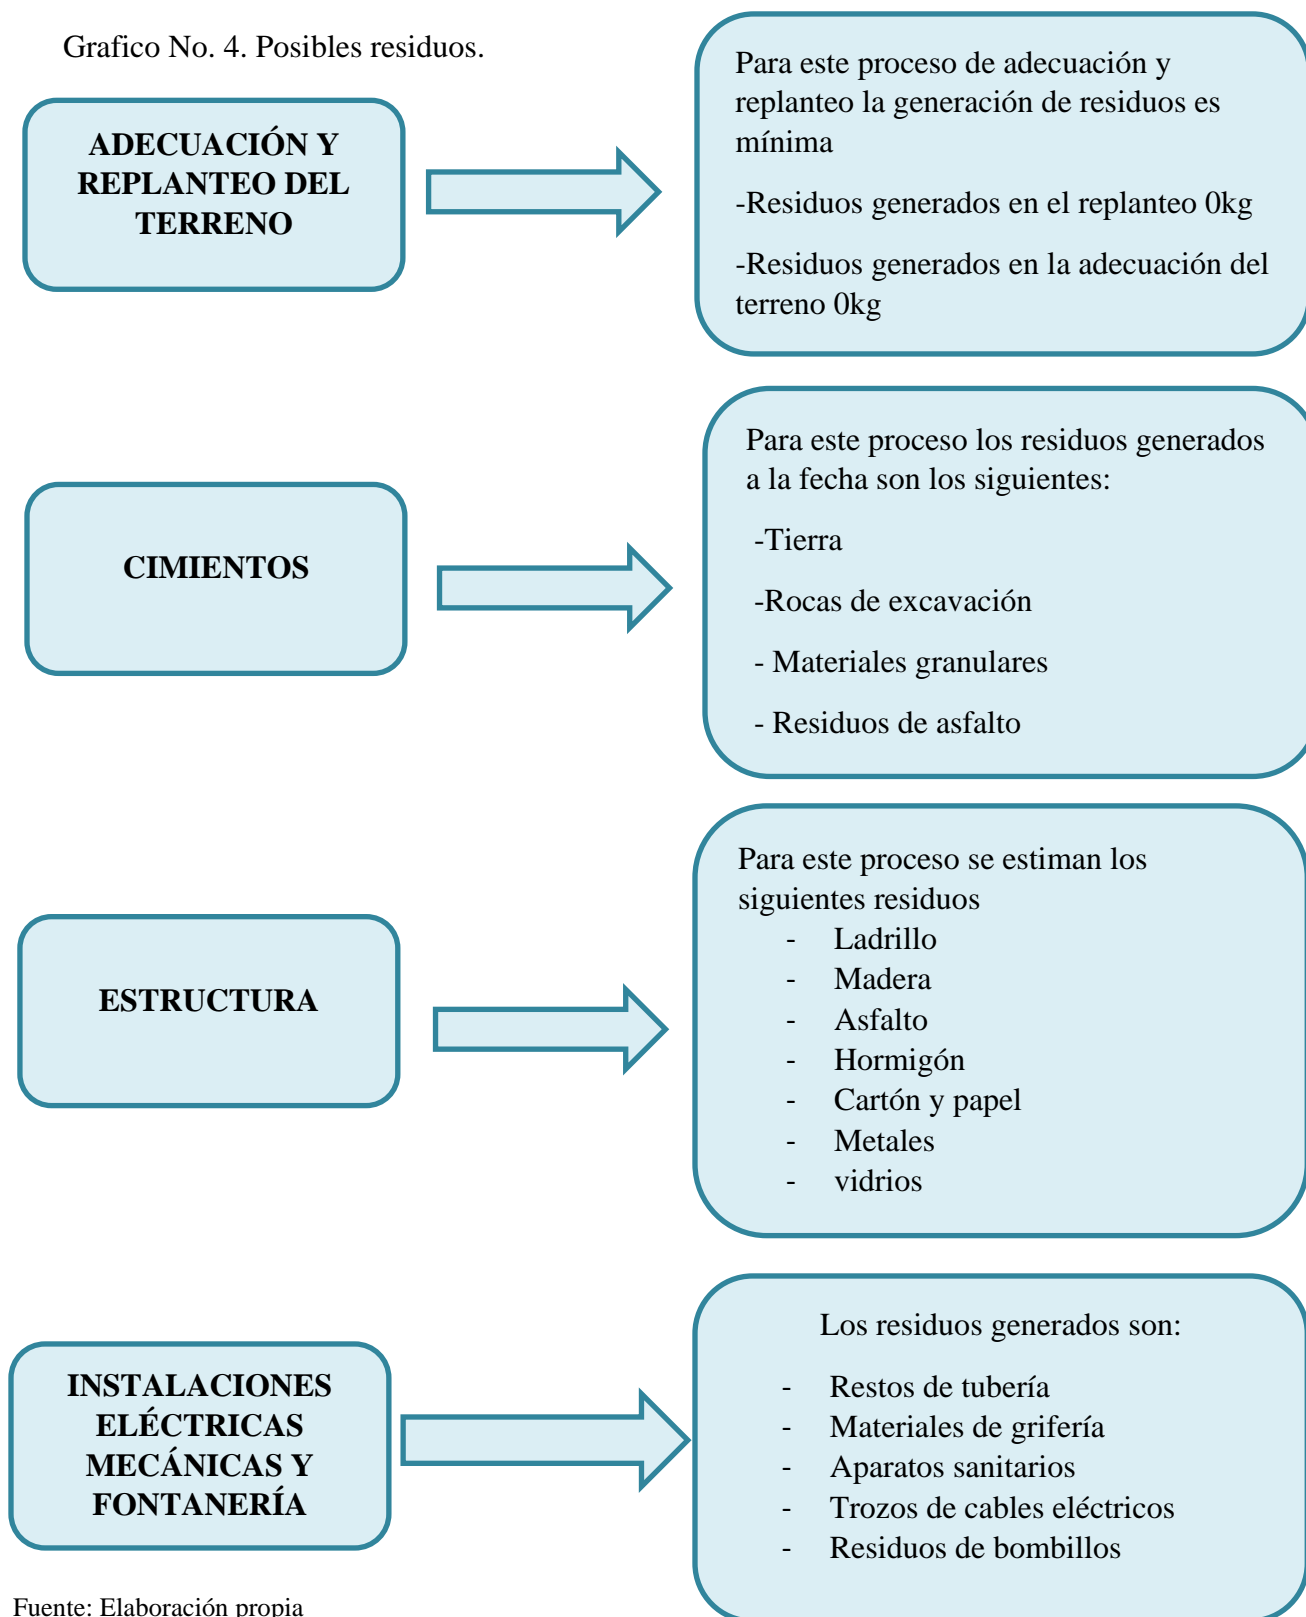 Grafico No. 4. Posibles residuos.
ADECUACIÓN Y
REPLANTEO DEL
TERRENO
Para este proceso de adecuación y
replanteo la generación de residuos es
mínima
-Residuos generados en el replanteo 0kg
-Residuos generados en la adecuación del
terreno 0kg
CIMIENTOS
Para este proceso los residuos generados
a la fecha son los siguientes:
-Tierra
-Rocas de excavación
- Materiales granulares
- Residuos de asfalto
ESTRUCTURA
Para este proceso se estiman los
siguientes residuos
- Ladrillo
- Madera
- Asfalto
- Hormigón
- Cartón y papel
- Metales
- vidrios
INSTALACIONES
ELÉCTRICAS
MECÁNICAS Y
FONTANERÍA
Los residuos generados son:
- Restos de tubería
- Materiales de grifería
- Aparatos sanitarios
- Trozos de cables eléctricos
- Residuos de bombillos
Fuente: Elaboración propia